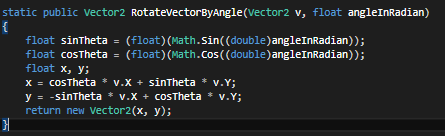 static public Vector2 RotateVectorByAngle(Vector2 v, float angleInRadian)
{
    float sinTheta = (float)(Math.Sin((double)angleInRadian));
    float cosTheta = (float)(Math.Cos((double)angleInRadian));
    float x, y;
    x = cosTheta * v.X + sinTheta * v.Y;
    y = -sinTheta * v.X + cosTheta * v.Y;
    return new Vector2(x, y);
}